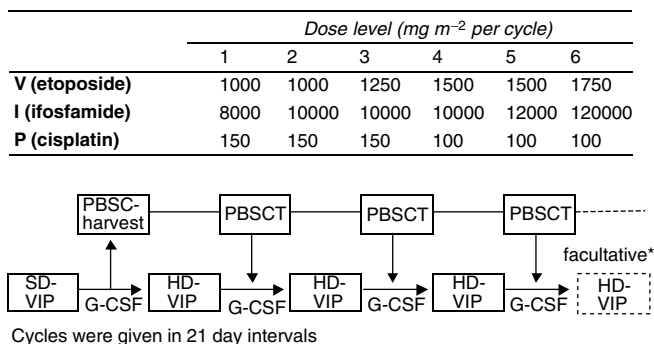 Dose level (mg m–2 per cycle)
1 2 3 4 5 6
V (etoposide) 1000 1000 1250 1500 1500 1750
I (ifosfamide) 8000 10000 10000 10000 12000 120000
P (cisplatin) 150 150 150 100 100 100
PBSC-
harvest
PBSCT
PBSCT
PBSCT
facultative*
SD-
VIP
G-CSF
HD-
VIP
G-CSF
HD-
VIP
G-CSF
HD-
VIP
G-CSF
HD-
VIP
Cycles were given in 21 day intervals